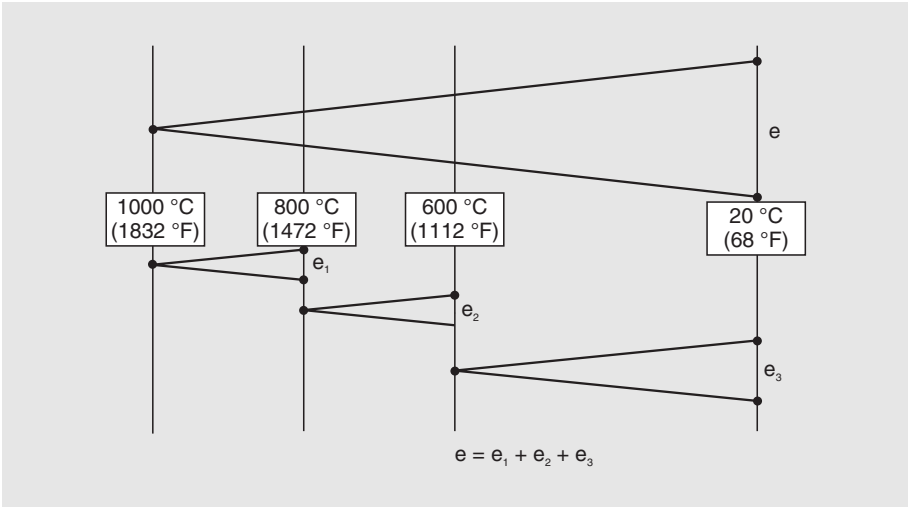 e
1000 °C
(1832 °F)
800 °C
(1472 °F)
600 °C
(1112 °F)
20 °C
(68 °F)
e₁
e₂
e₃
e = e₁ + e₂ + e₃